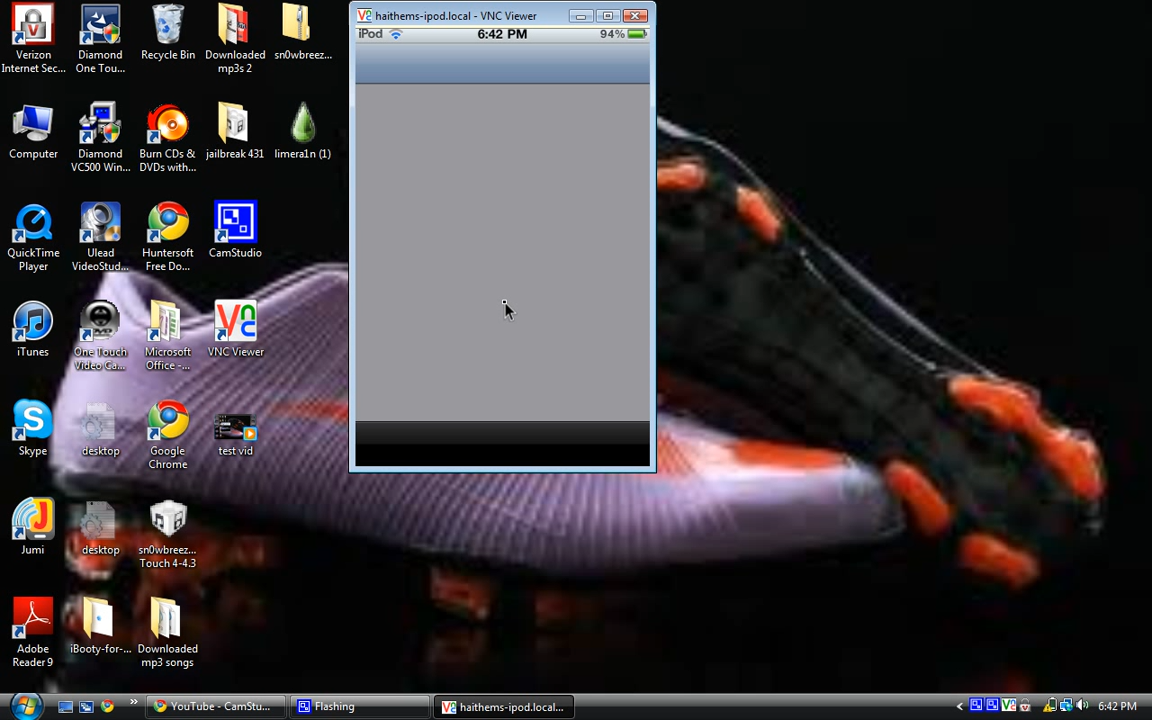 haithems-ipod.local - VNC Viewer
iPod
6:42 PM
94%
Verizon
Internet Sec...
Diamond
One Tou...
Recycle Bin
Downloaded
mp3s 2
sn0wbreez...
Computer
Diamond
VC500 Win...
Burn CDs &
DVDs with...
jailbreak 431
limera1n (1)
QuickTime
Player
Ulead
VideoStud...
Huntersoft
Free Do...
CamStudio
iTunes
One Touch
Video Ca...
Microsoft
Office -...
VNC Viewer
Skype
desktop
Google
Chrome
test vid
Jumi
desktop
sn0wbreez...
Touch 4-4.3
Adobe
Reader 9
iBooty-for-...
Downloaded
mp3 songs
YouTube - CamStu...
Flashing
haithems-ipod.local...
6:42 PM